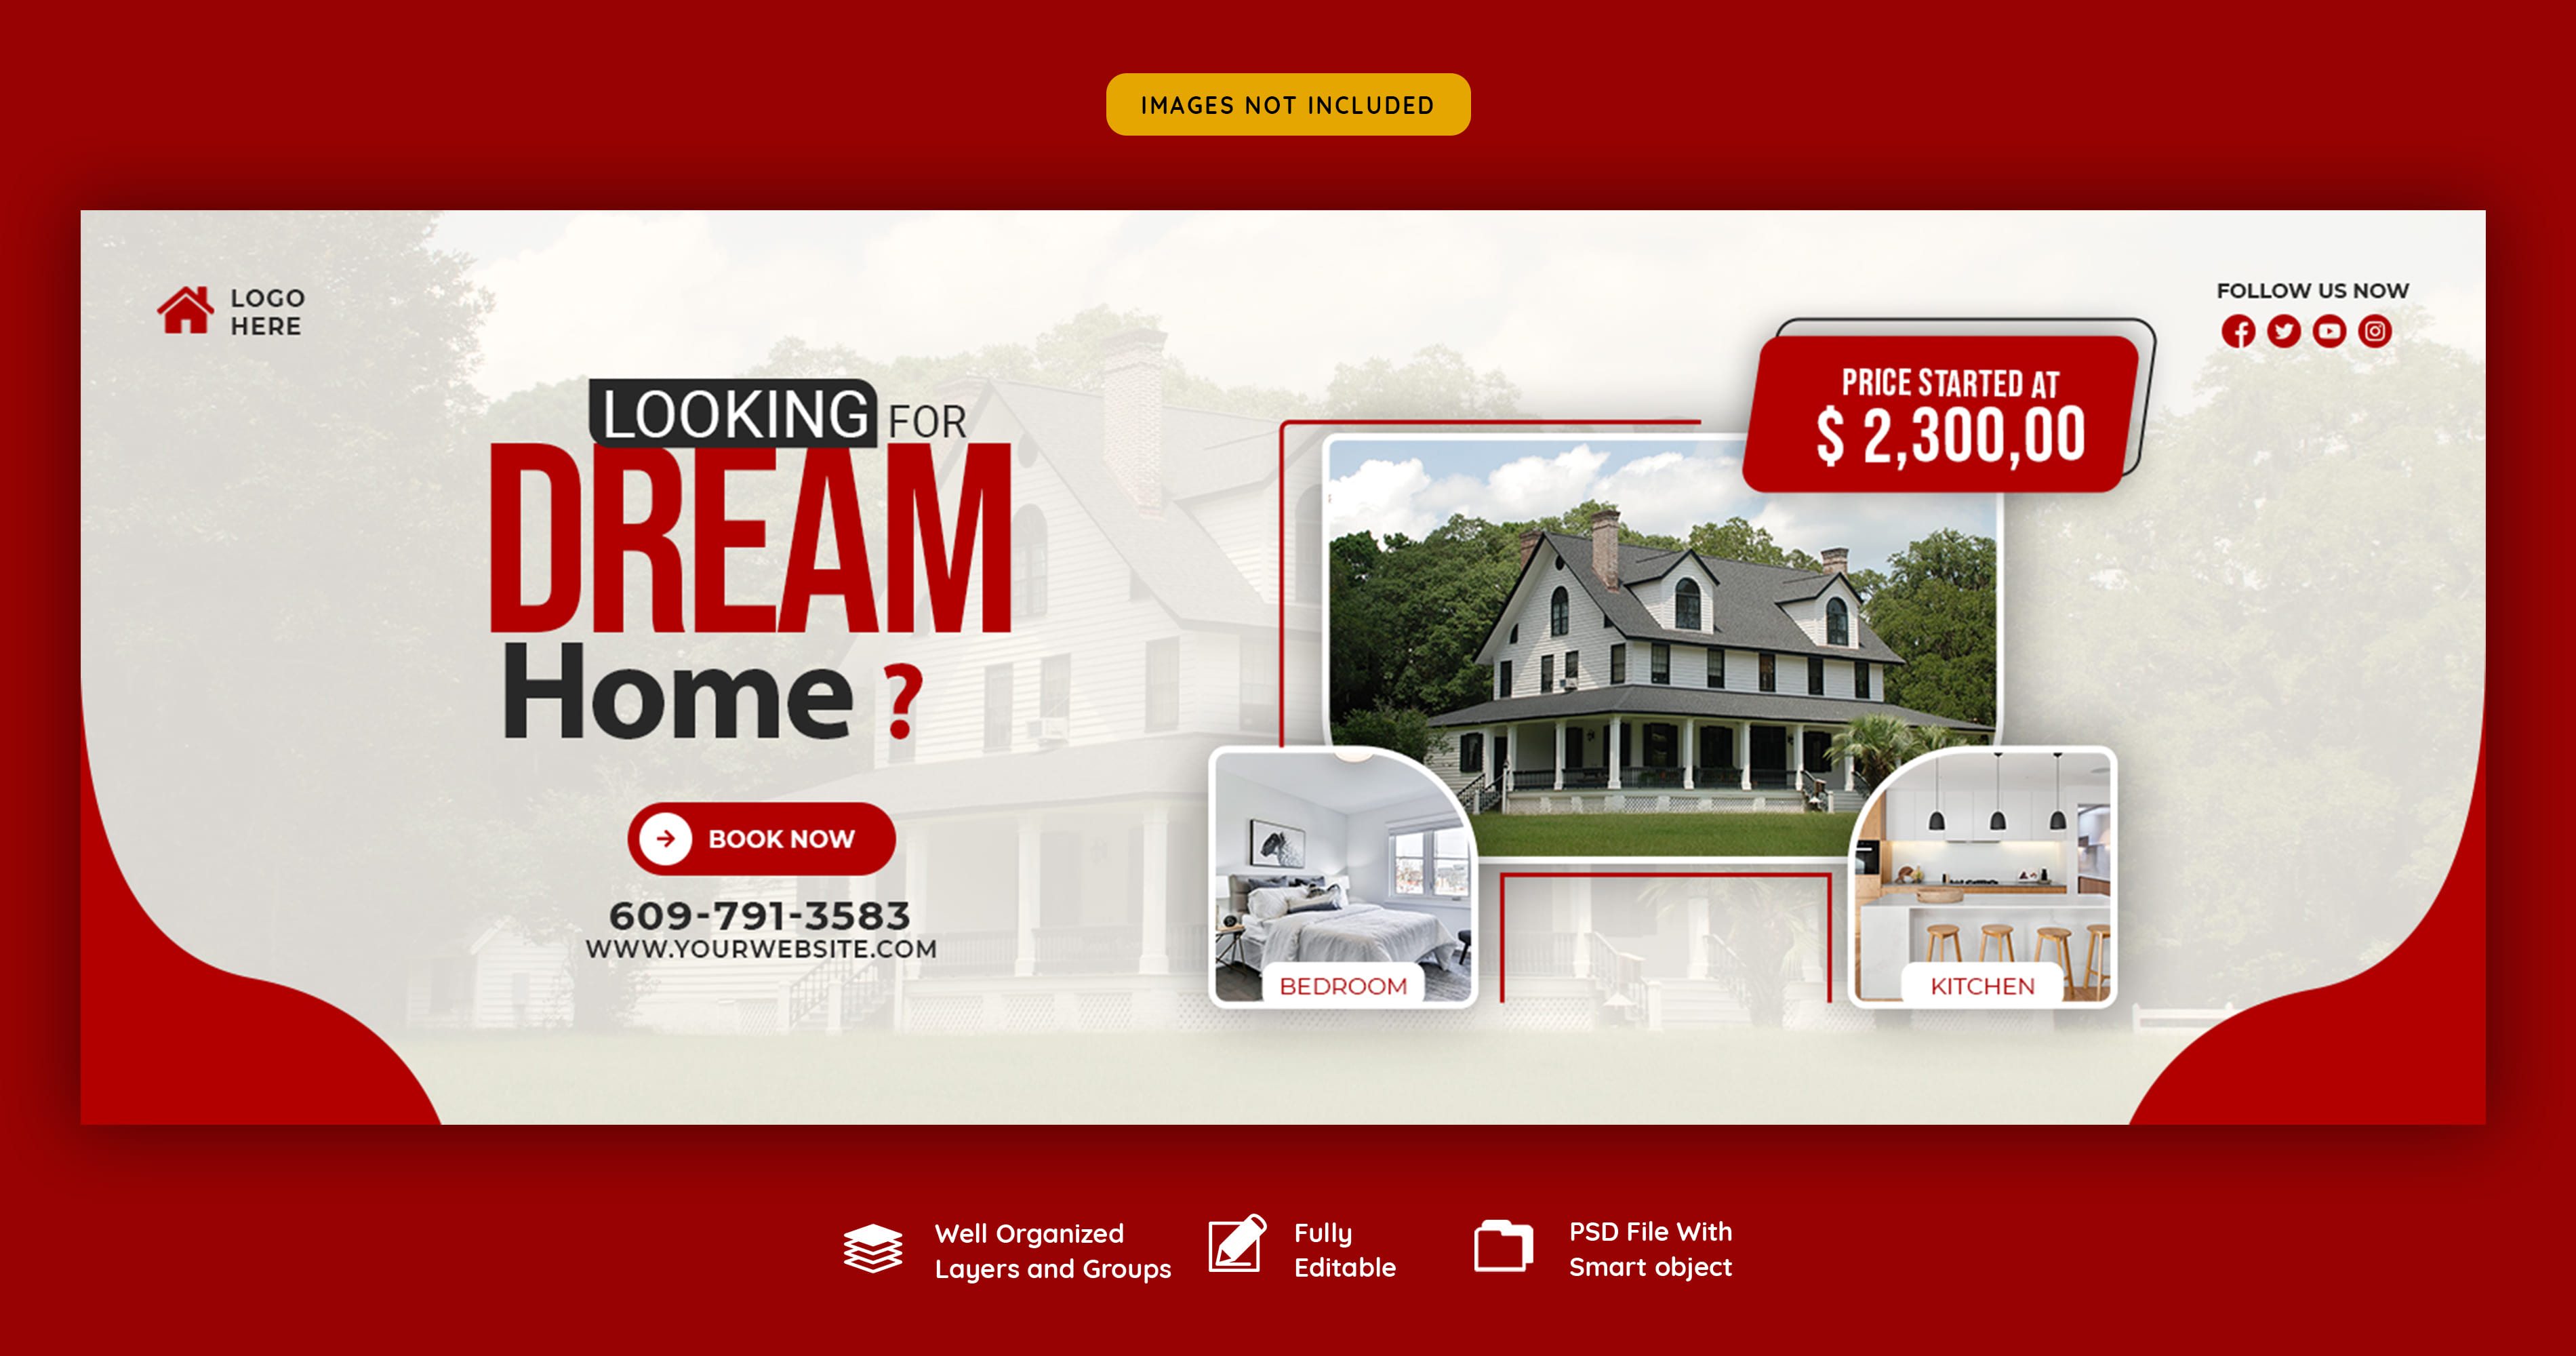 IMAGES NOT INCLUDED
LOGO
HERE
FOLLOW US NOW
LOOKING FOR
DREAM
Home ?
PRICE STARTED AT
$ 2,300,00
BOOK NOW
609-791-3583
WWW.YOURWEBSITE.COM
BEDROOM
KITCHEN
Well Organized
Layers and Groups
Fully
Editable
PSD File With
Smart object